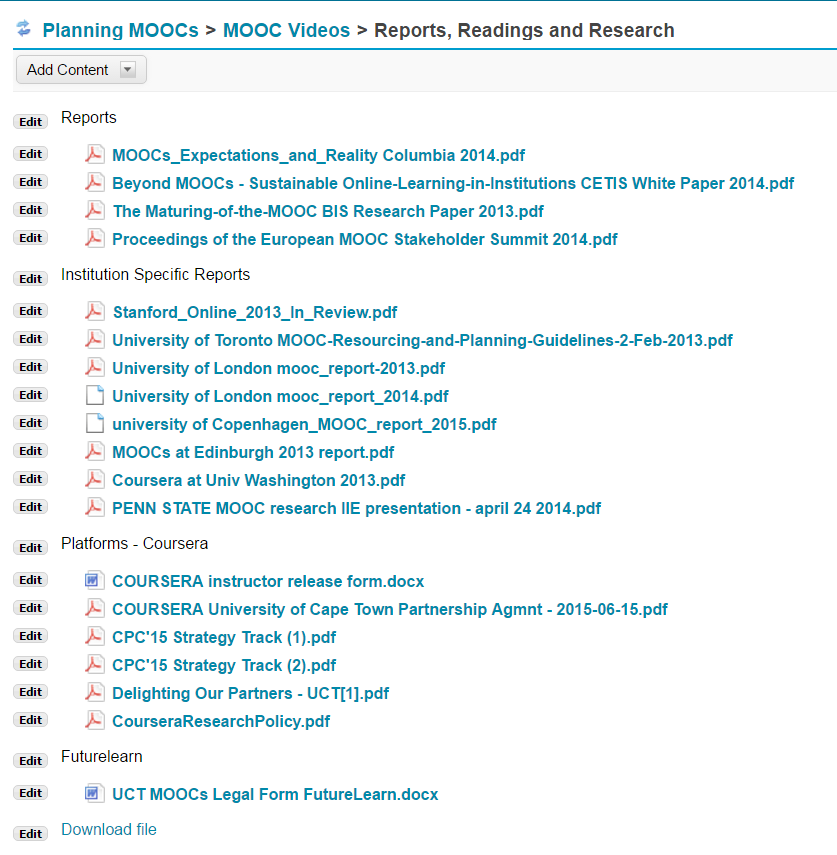 Planning MOOCs > MOOC Videos > Reports, Readings and Research
Add Content
Edit Reports
Edit MOOCs_Expectations_and_Reality Columbia 2014.pdf
Edit Beyond MOOCs - Sustainable Online-Learning-in-Institutions CETIS White Paper 2014.pdf
Edit The Maturing-of-the-MOOC BIS Research Paper 2013.pdf
Edit Proceedings of the European MOOC Stakeholder Summit 2014.pdf
Edit Institution Specific Reports
Edit Stanford_Online_2013_In_Review.pdf
Edit University of Toronto MOOC-Resourcing-and-Planning-Guidelines-2-Feb-2013.pdf
Edit University of London mooc_report-2013.pdf
Edit University of London mooc_report_2014.pdf
Edit university of Copenhagen_MOOC_report_2015.pdf
Edit MOOCs at Edinburgh 2013 report.pdf
Edit Coursera at Univ Washington 2013.pdf
Edit PENN STATE MOOC research IIE presentation - april 24 2014.pdf
Edit Platforms - Coursera
Edit COURSERA instructor release form.docx
Edit COURSERA University of Cape Town Partnership Agmnt - 2015-06-15.pdf
Edit CPC'15 Strategy Track (1).pdf
Edit CPC'15 Strategy Track (2).pdf
Edit Delighting Our Partners - UCT[1].pdf
Edit CourseraResearchPolicy.pdf
Edit Futurelearn
Edit UCT MOOCs Legal Form FutureLearn.docx
Edit Download file